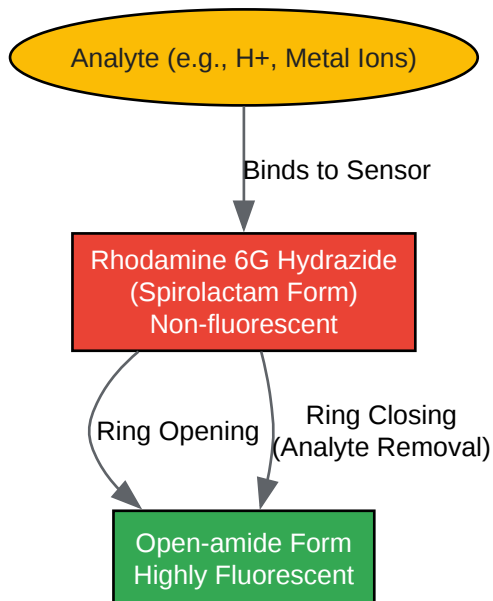 Analyte (e.g., H+, Metal Ions)
Binds to Sensor
Rhodamine 6G Hydrazide
(Spirolactam Form)
Non-fluorescent
Ring Opening
Ring Closing
(Analyte Removal)
Open-amide Form
Highly Fluorescent